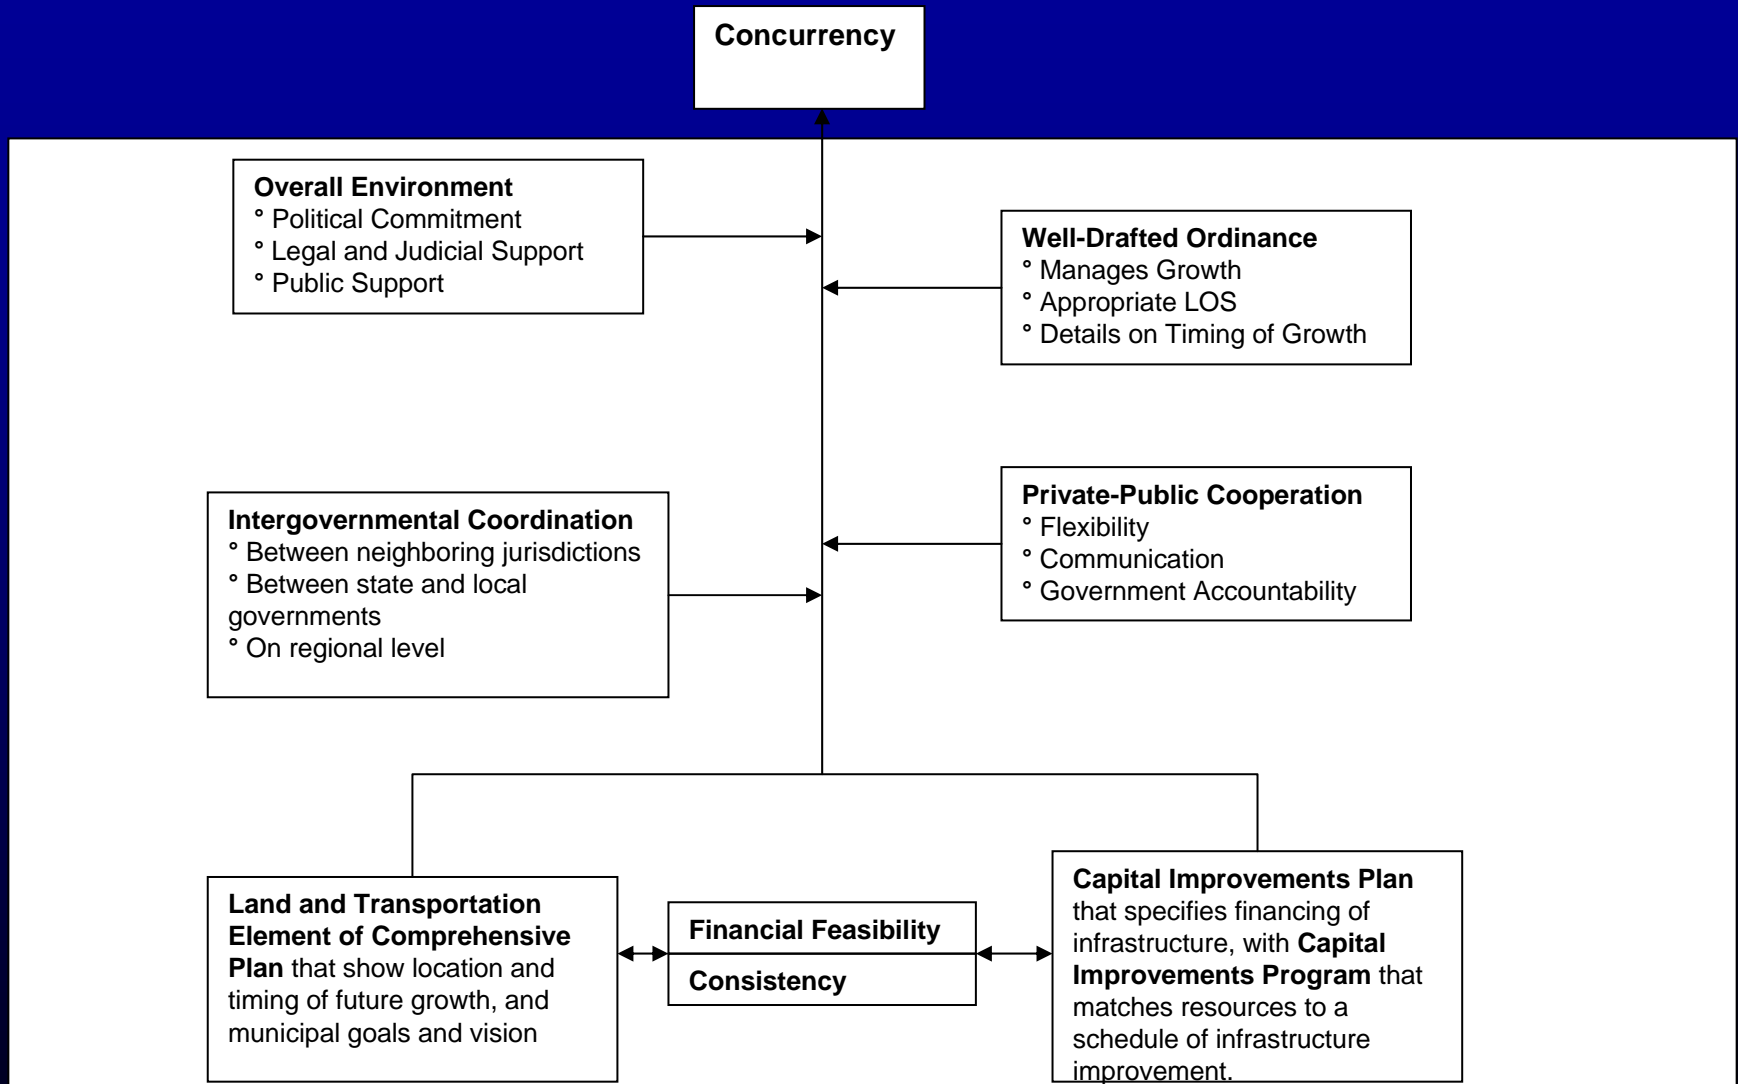 Concurrency
Overall Environment
° Political Commitment
° Legal and Judicial Support
° Public Support
Well-Drafted Ordinance
° Manages Growth
° Appropriate LOS
° Details on Timing of Growth
Intergovernmental Coordination
° Between neighboring jurisdictions
° Between state and local
governments
° On regional level
Private-Public Cooperation
° Flexibility
° Communication
° Government Accountability
Land and Transportation
Element of Comprehensive
Plan that show location and
timing of future growth, and
municipal goals and vision
Financial Feasibility
Consistency
Capital Improvements Plan
that specifies financing of
infrastructure, with Capital
Improvements Program that
matches resources to a
schedule of infrastructure
improvement.